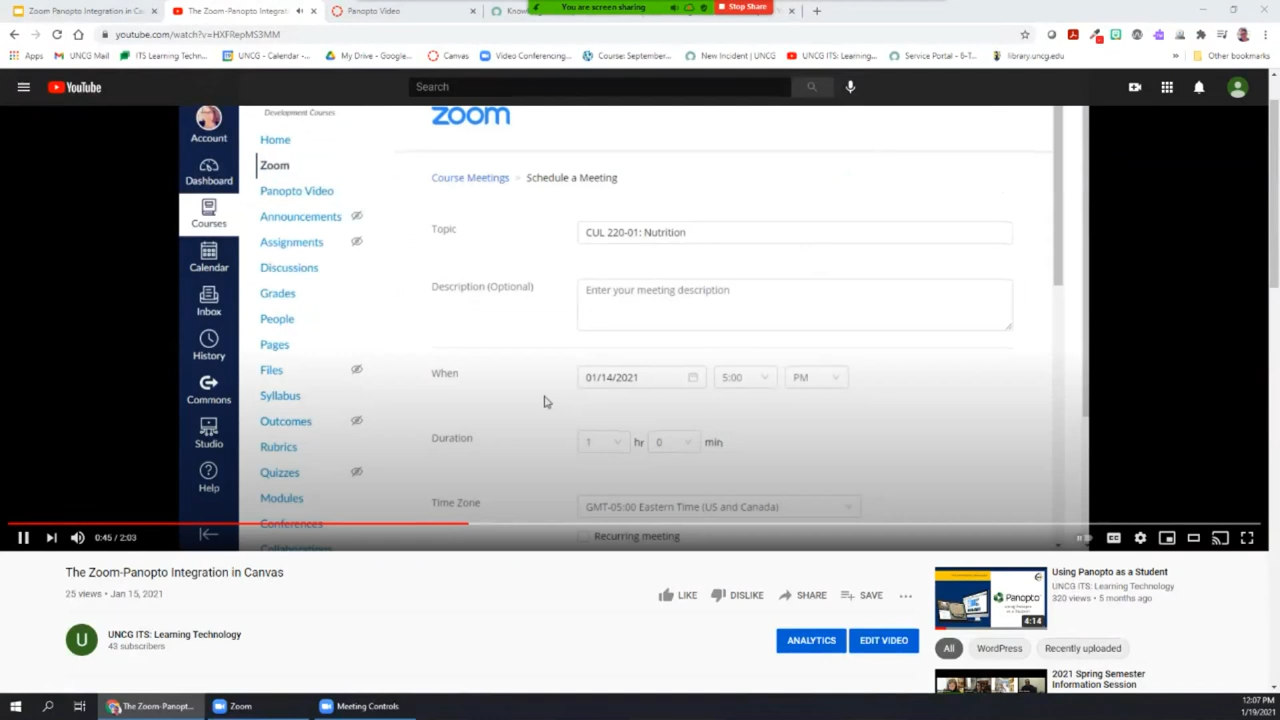 Zoom Panopto Integration in Ca
The Zoom-Panopto Integrati
Panopto Video
Know
You are screen sharing
Stop Share
youtube.com/watch?v=HXFRepMS3MM
Apps
UNCG Mail
ITS Learning Techn...
UNCG - Calendar -...
My Drive - Google...
Canvas
Video Conferencing...
Course: September...
New Incident | UNCG
UNCG ITS: Learning...
Service Portal - 6-T...
library.uncg.edu
»
Other bookmarks
YouTube
Search
Account
Dashboard
Courses
Calendar
Inbox
History
Commons
Studio
Help
Development Courses
Home
Zoom
Panopto Video
Announcements
Assignments
Discussions
Grades
People
Pages
Files
Syllabus
Outcomes
Rubrics
Quizzes
Modules
Conferences
Collaborations
zoom
Course Meetings > Schedule a Meeting
Topic
CUL 220-01: Nutrition
Description (Optional)
Enter your meeting description
When
01/14/2021
5:00
PM
Duration
1 hr 0 min
Time Zone
GMT-05:00 Eastern Time (US and Canada)
Recurring meeting
0:45 / 2:03
CC
The Zoom-Panopto Integration in Canvas
25 views • Jan 15, 2021
LIKE
DISLIKE
SHARE
SAVE
U
UNCG ITS: Learning Technology
43 subscribers
ANALYTICS
EDIT VIDEO
Panopto
4:14
Using Panopto as a Student
UNCG ITS: Learning Technology
320 views • 5 months ago
All
WordPress
Recently uploaded
2021 Spring Semester
Information Session
The Zoom-Panopt...
Zoom
Meeting Controls
12:07 PM
1/19/2021